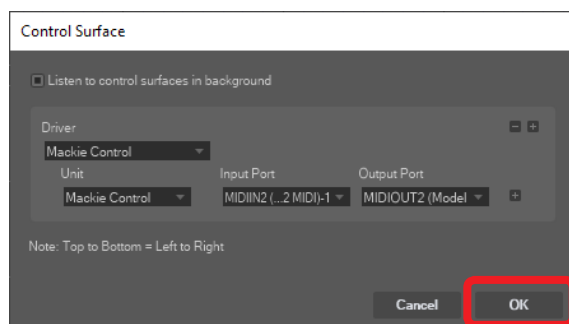 Control Surface
Listen to control surfaces in background
Driver
Mackie Control
Unit Input Port Output Port
Mackie Control MIDIIN2 (...2 MIDI)-1 MIDIOUT2 (Model
Note: Top to Bottom = Left to Right
Cancel OK